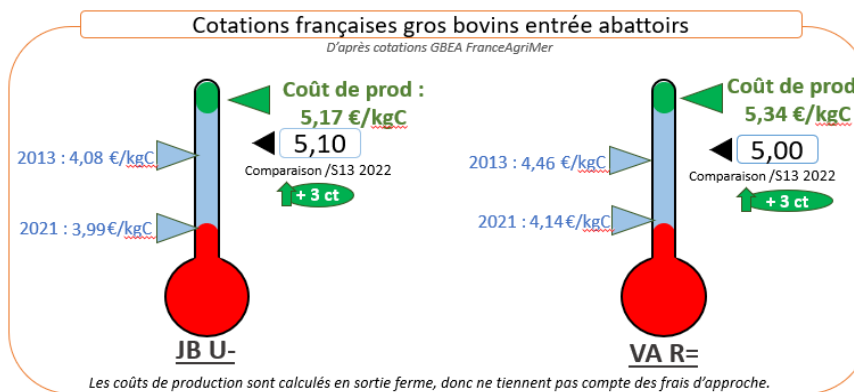 Cotations françaises gros bovins entrée abattoirs
D'après cotations GBEA FranceAgriMer
Coût de prod :
5,17 €/kgC
2013 : 4,08 €/kgC
5,10
Comparaison /S13 2022
+ 3 ct
2021 : 3,99€/kgC
JB U-
Coût de prod
5,34 €/kgC
2013 : 4,46 €/kgC
5,00
Comparaison /S13 2022
+ 3 ct
2021 : 4,14€/kgC
VA R=
Les coûts de production sont calculés en sortie ferme, donc ne tiennent pas compte des frais d'approche.